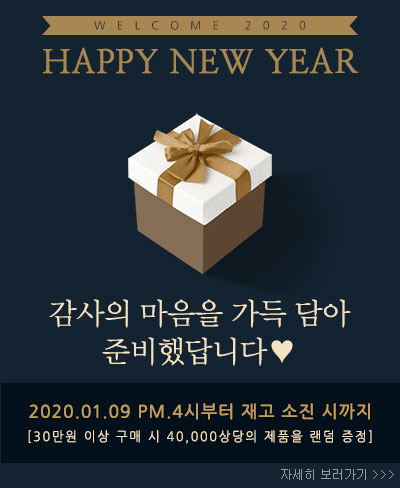 WELCOME 2020
HAPPY NEW YEAR
감사의 마음을 가득 담아
준비했답니다♥
2020.01.09 PM.4시부터 재고 소진 시까지
[30만원 이상 구매 시 40,000상당의 제품을 랜덤 증정]
자세히 보러가기 >>>